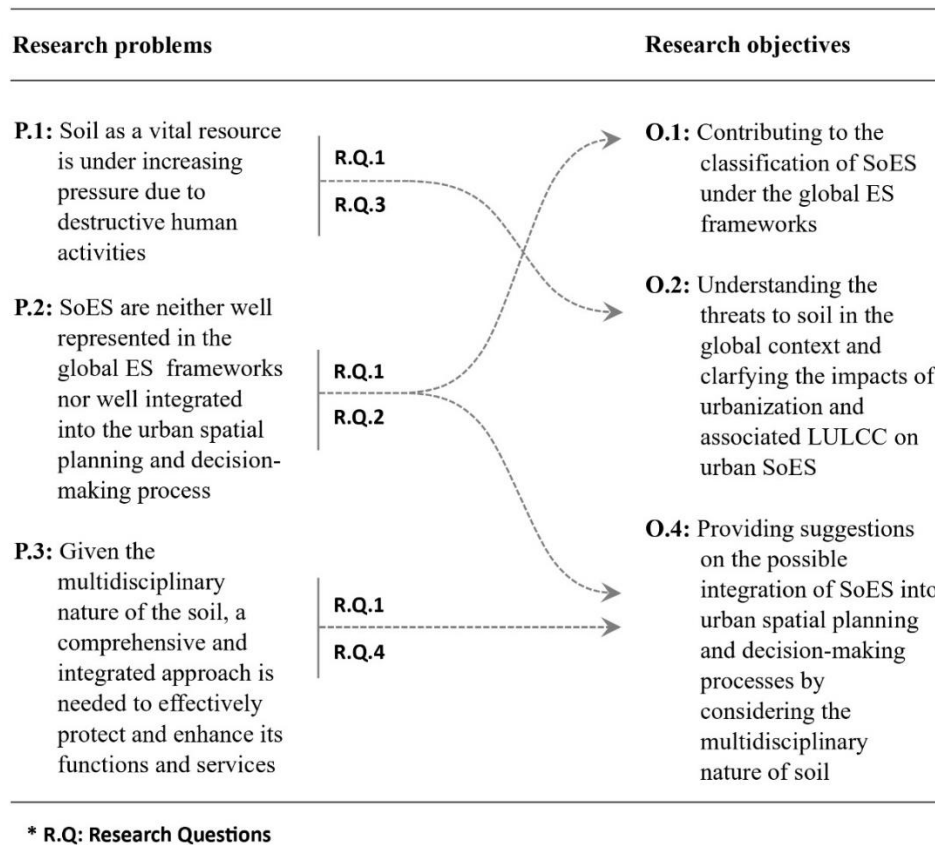 Research problems
Research objectives
P.1: Soil as a vital resource
is under increasing
pressure due to
destructive human
activities
R.Q.1
R.Q.3
O.1: Contributing to the
classification of SoES
under the global ES
frameworks
P.2: SoES are neither well
represented in the
global ES frameworks
nor well integrated
into the urban spatial
planning and decision-
making process
R.Q.1
R.Q.2
O.2: Understanding the
threats to soil in the
global context and
clarfying the impacts of
urbanization and
associated LULCC on
urban SoES
P.3: Given the
multidisciplinary
nature of the soil, a
comprehensive and
integrated approach is
needed to effectively
protect and enhance its
functions and services
R.Q.1
R.Q.4
O.4: Providing suggestions
on the possible
integration of SoES into
urban spatial planning
and decision-making
processes by
considering the
multidisciplinary
nature of soil
* R.Q: Research Questions